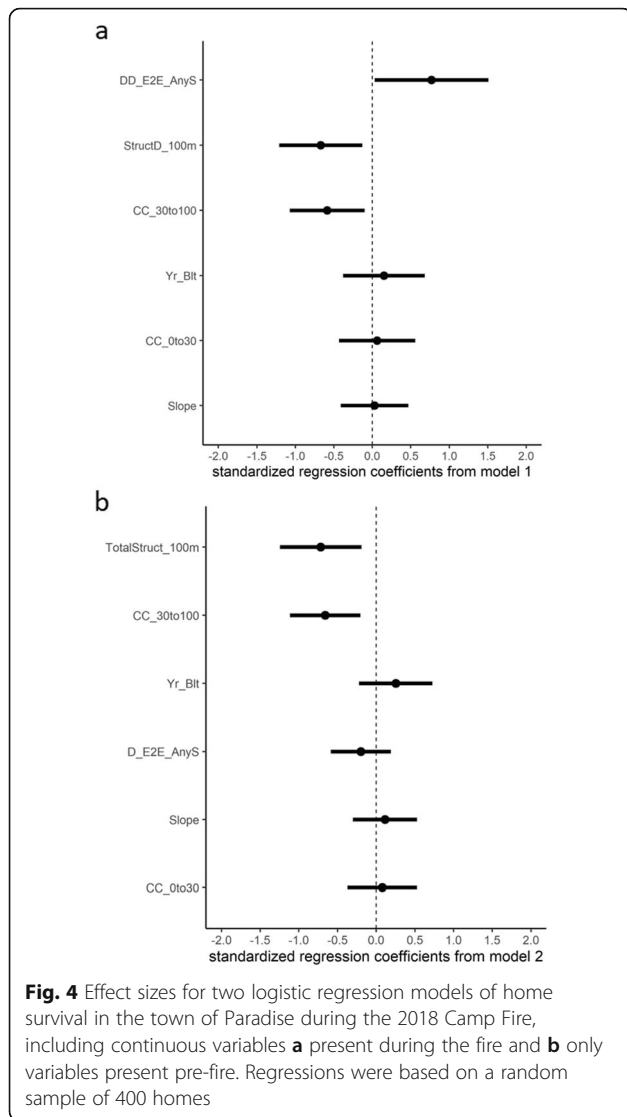 a
DD_E2E_AnyS
StructD_100m
CC_30to100
Yr_Blt
CC_0to30
Slope
-2.0 -1.5 -1.0 -0.5 0.0 0.5 1.0 1.5 2.0
standardized regression coefficients from model 1
b
TotalStruct_100m
CC_30to100
Yr_Blt
D_E2E_AnyS
Slope
CC_0to30
-2.0 -1.5 -1.0 -0.5 0.0 0.5 1.0 1.5 2.0
standardized regression coefficients from model 2
Fig. 4 Effect sizes for two logistic regression models of home
survival in the town of Paradise during the 2018 Camp Fire,
including continuous variables a present during the fire and b only
variables present pre-fire. Regressions were based on a random
sample of 400 homes